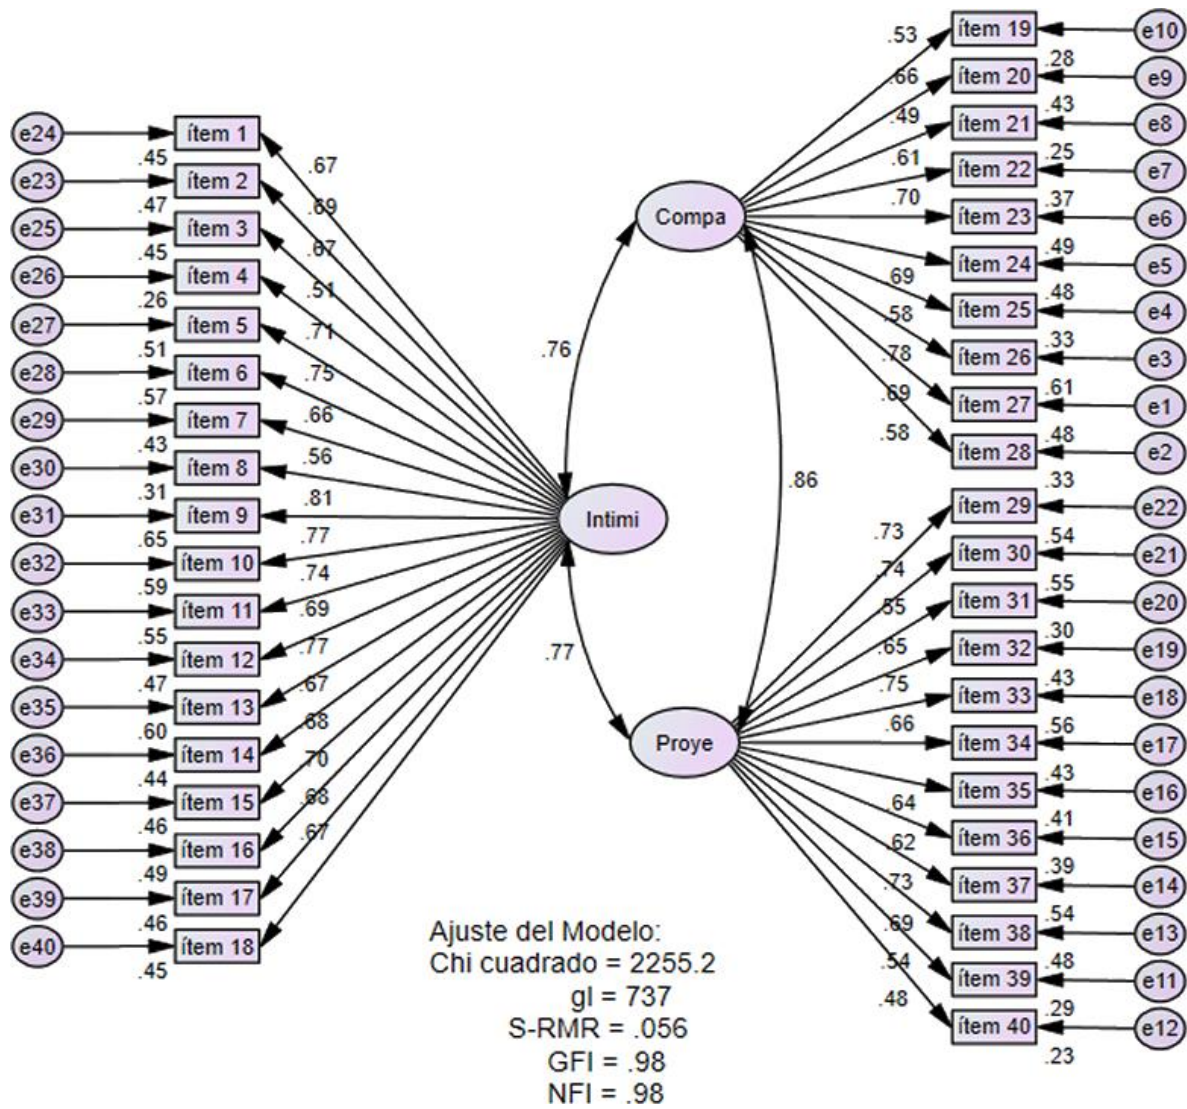 e24 ítem 1 .45 .67
e23 ítem 2 .47 .69
e25 ítem 3 .45 .67
e26 ítem 4 .26 .51
e27 ítem 5 .51 .71
e28 ítem 6 .57 .75
e29 ítem 7 .43 .66
e30 ítem 8 .31 .56
e31 ítem 9 .65 .81
e32 ítem 10 .59 .77
e33 ítem 11 .55 .74
e34 ítem 12 .47 .69
e35 ítem 13 .60 .77
e36 ítem 14 .44 .67
e37 ítem 15 .46 .68
e38 ítem 16 .49 .70
e39 ítem 17 .46 .68
e40 ítem 18 .45 .67
Intimi
.76
.77
Compa
.86
Proye
.53 ítem 19 .28 e10
.66 ítem 20 .43 e9
.49 ítem 21 .25 e8
.61 ítem 22 .37 e7
.70 ítem 23 .49 e6
.69 ítem 24 .48 e5
.58 ítem 25 .33 e4
.78 ítem 26 .61 e3
.69 ítem 27 .48 e1
.58 ítem 28 .33 e2
.73 ítem 29 .54 e22
.74 ítem 30 .55 e21
.55 ítem 31 .30 e20
.65 ítem 32 .43 e19
.75 ítem 33 .56 e18
.66 ítem 34 .43 e17
.64 ítem 35 .41 e16
.62 ítem 36 .39 e15
.73 ítem 37 .54 e14
.69 ítem 38 .48 e13
.54 ítem 39 .29 e11
.48 ítem 40 .23 e12
Ajuste del Modelo:
Chi cuadrado = 2255.2
gl = 737
S-RMR = .056
GFI = .98
NFI = .98